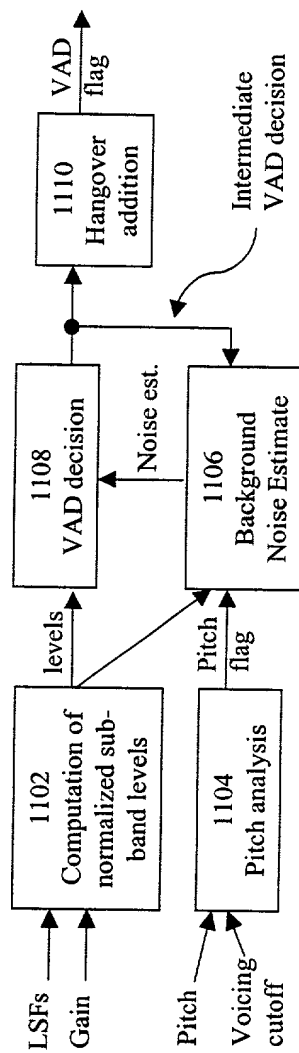 LSFs
Gain
1102
Computation of
normalized sub-
band levels
levels
1108
VAD decision
1110
Hangover
addition
VAD
flag
Pitch
Voicing
cutoff
1104
Pitch analysis
Pitch
flag
Noise est.
1106
Background
Noise Estimate
Intermediate
VAD decision